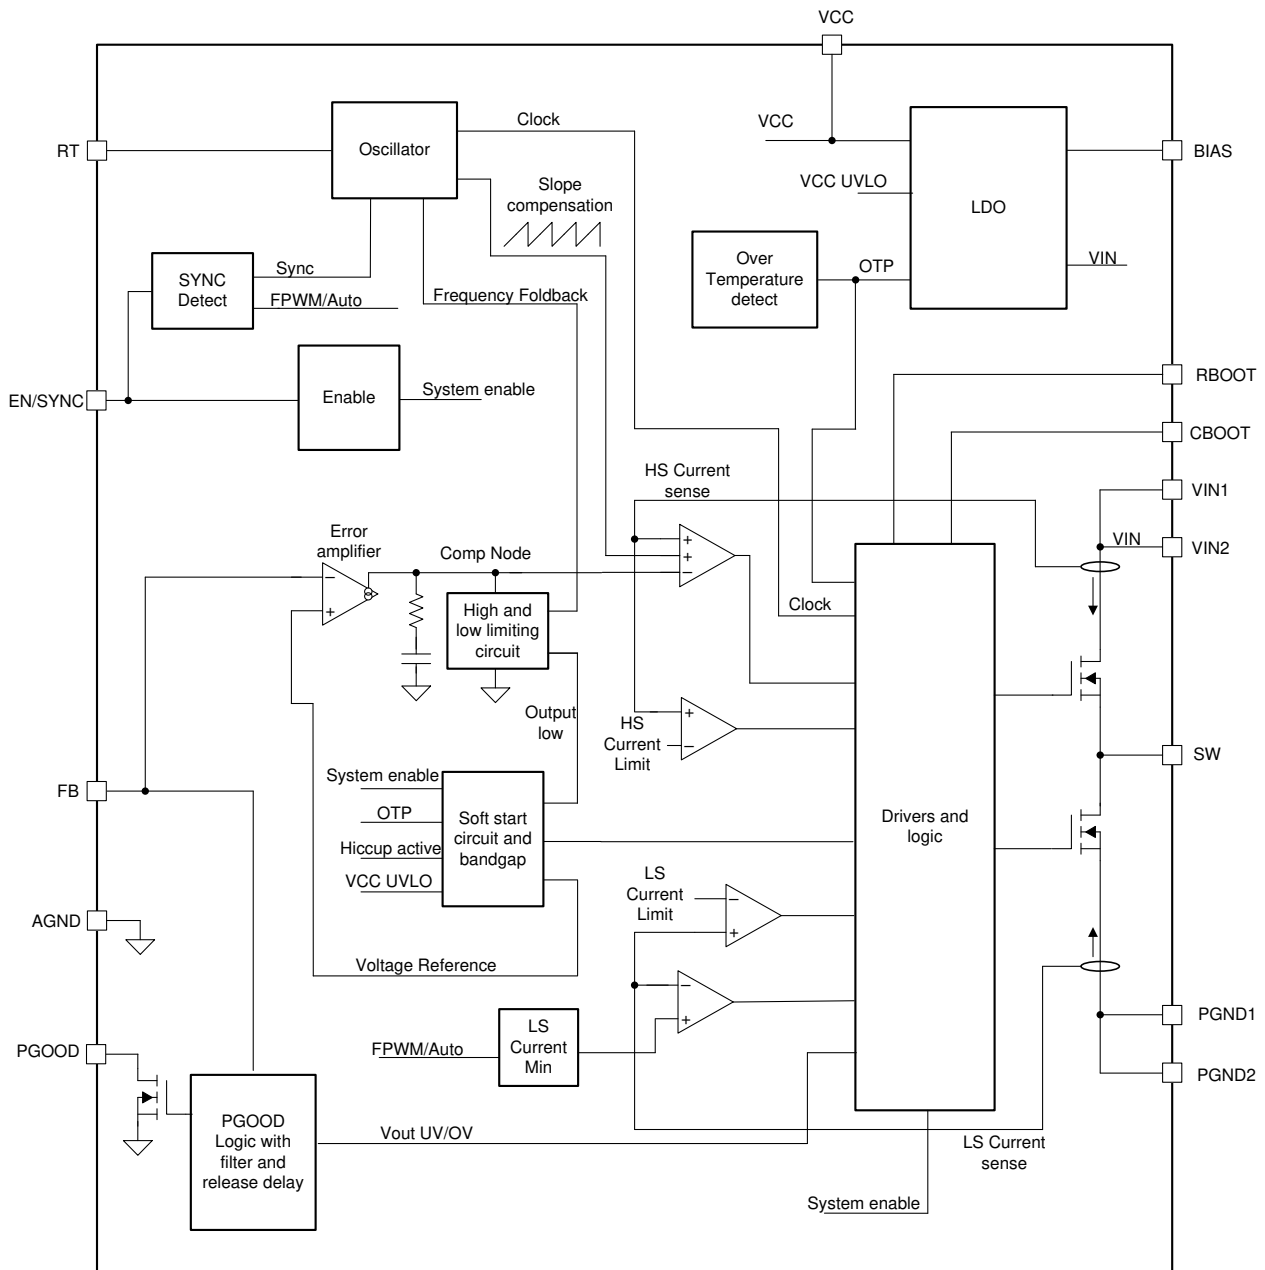 VCC
RT
Oscillator
Clock
VCC
BIAS
VCC UVLO
Slope
compensation
LDO
SYNC
Detect
Sync
FPWM/Auto
Frequency Foldback
Over
Temperature
detect
OTP
VIN
EN/SYNC
Enable
System enable
RBOOT
CBOOT
HS Current
sense
VIN1
VIN
VIN2
Error
amplifier
Comp Node
−
+
+
+
−
High and
low limiting
circuit
Clock
Output
low
HS
Current
Limit
+
−
SW
FB
System enable
OTP
Hiccup active
VCC UVLO
Soft start
circuit and
bandgap
Drivers and
logic
LS
Current
Limit
−
+
AGND
Voltage Reference
−
+
PGND1
PGOOD
FPWM/Auto
LS
Current
Min
PGND2
PGOOD
Logic with
filter and
release delay
Vout UV/OV
LS Current
sense
System enable